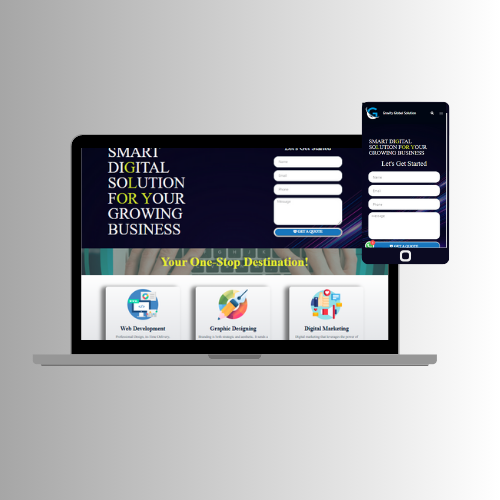 SMART
DIGITAL
SOLUTION
FOR YOUR
GROWING
BUSINESS
Let's Get Started
Name
Email
Phone
Message
GET A QUOTE
Your One-Stop Destination!
Web Development
Graphic Designing
Digital Marketing
Gravity Global Solution
SMART DIGITAL
SOLUTION FOR YOUR
GROWING BUSINESS
Let's Get Started
Name
Email
Phone
Message
GET A QUOTE